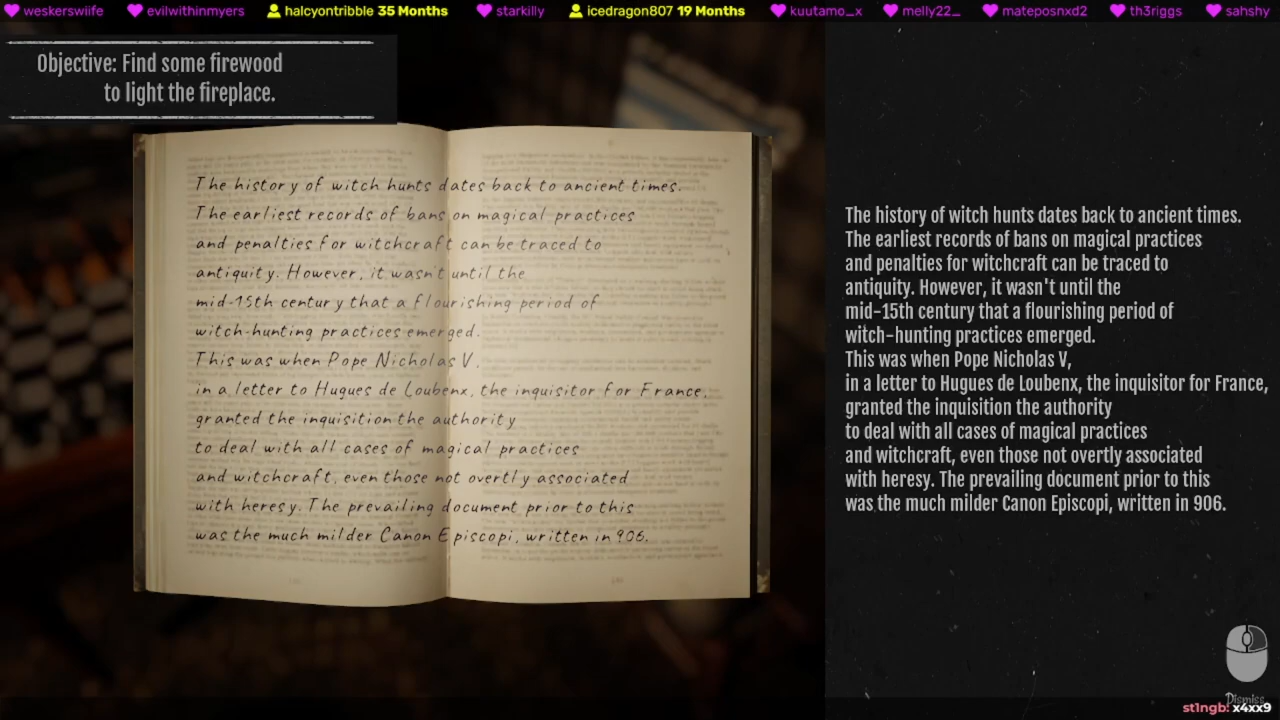 weskerswiife evilwithinmyers halcyontribble 35 Months starkilly icedragon807 19 Months kuutamo_x melly22_ mateposnxd2 th3riggs sahshy
Objective: Find some firewood
to light the fireplace.
The history of witch hunts dates back to ancient times.
The earliest records of bans on magical practices
and penalties for witchcraft can be traced to
antiquity. However, it wasn't until the
mid-15th century that a flourishing period of
witch-hunting practices emerged.
This was when Pope Nicholas V,
in a letter to Hugues de Loubenx, the inquisitor for France,
granted the inquisition the authority
to deal with all cases of magical practices
and witchcraft, even those not overtly associated
with heresy. The prevailing document prior to this
was the much milder Canon Episcopi, written in 906.
The history of witch hunts dates back to ancient times.
The earliest records of bans on magical practices
and penalties for witchcraft can be traced to
antiquity. However, it wasn't until the
mid-15th century that a flourishing period of
witch-hunting practices emerged.
This was when Pope Nicholas V,
in a letter to Hugues de Loubenx, the inquisitor for France,
granted the inquisition the authority
to deal with all cases of magical practices
and witchcraft, even those not overtly associated
with heresy. The prevailing document prior to this
was the much milder Canon Episcopi, written in 906.
Dismiss
st1ngb: x4xx9